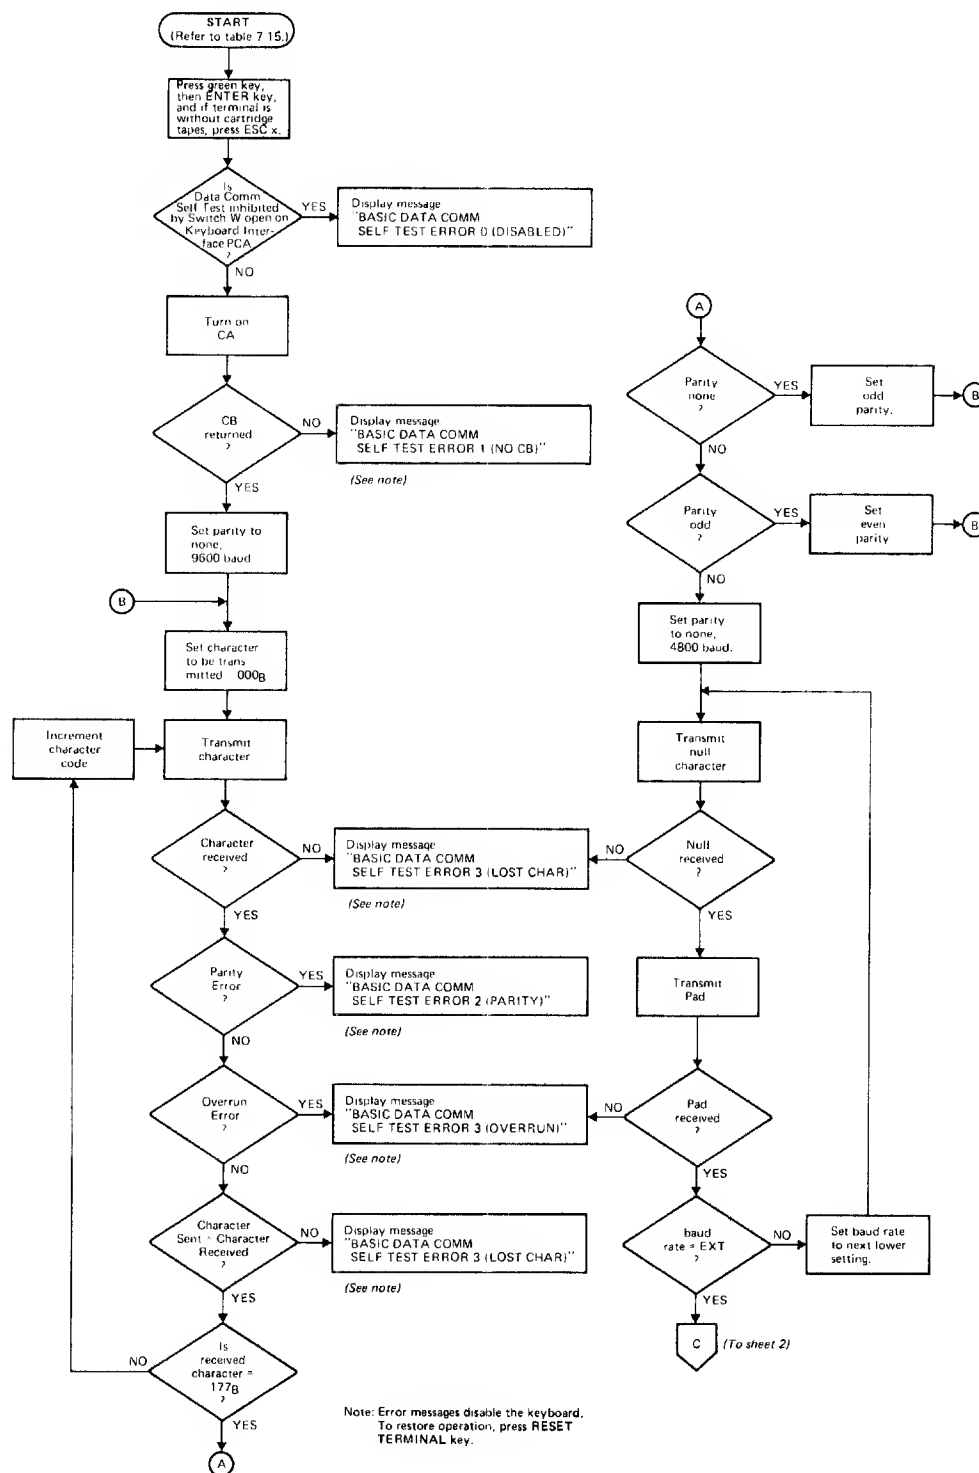 START
(Refer to table 7 15.)
Press green key,
then ENTER key,
and if terminal is
without cartridge
tapes, press ESC x.
Is
Data Comm
Self Test inhibited
by Switch W open on
Keyboard Inter-
face PCA
?
YES
Display message
"BASIC DATA COMM
SELF TEST ERROR 0 (DISABLED)"
NO
Turn on
CA
CB
returned
?
NO
Display message
"BASIC DATA COMM
SELF TEST ERROR 1 (NO CB)"
(See note)
YES
Set parity to
none,
9600 baud
B
Set character
to be trans
mitted 000B
Increment
character
code
Transmit
character
Character
received
?
NO
Display message
"BASIC DATA COMM
SELF TEST ERROR 3 (LOST CHAR)"
(See note)
YES
Parity
Error
?
YES
Display message
"BASIC DATA COMM
SELF TEST ERROR 2 (PARITY)"
(See note)
NO
Overrun
Error
?
YES
Display message
"BASIC DATA COMM
SELF TEST ERROR 3 (OVERRUN)"
(See note)
NO
Character
Sent = Character
Received
?
NO
Display message
"BASIC DATA COMM
SELF TEST ERROR 3 (LOST CHAR)"
(See note)
YES
Is
received
character =
177B
?
NO
YES
A
A
Parity
none
?
YES
Set
odd
parity.
B
NO
Parity
odd
?
YES
Set
even
parity
B
NO
Set parity
to none,
4800 baud.
Transmit
null
character
Null
received
?
NO
YES
Transmit
Pad
Pad
received
?
NO
YES
baud
rate = EXT
?
NO
Set baud rate
to next lower
setting.
YES
C
(To sheet 2)
Note: Error messages disable the keyboard.
To restore operation, press RESET
TERMINAL key.